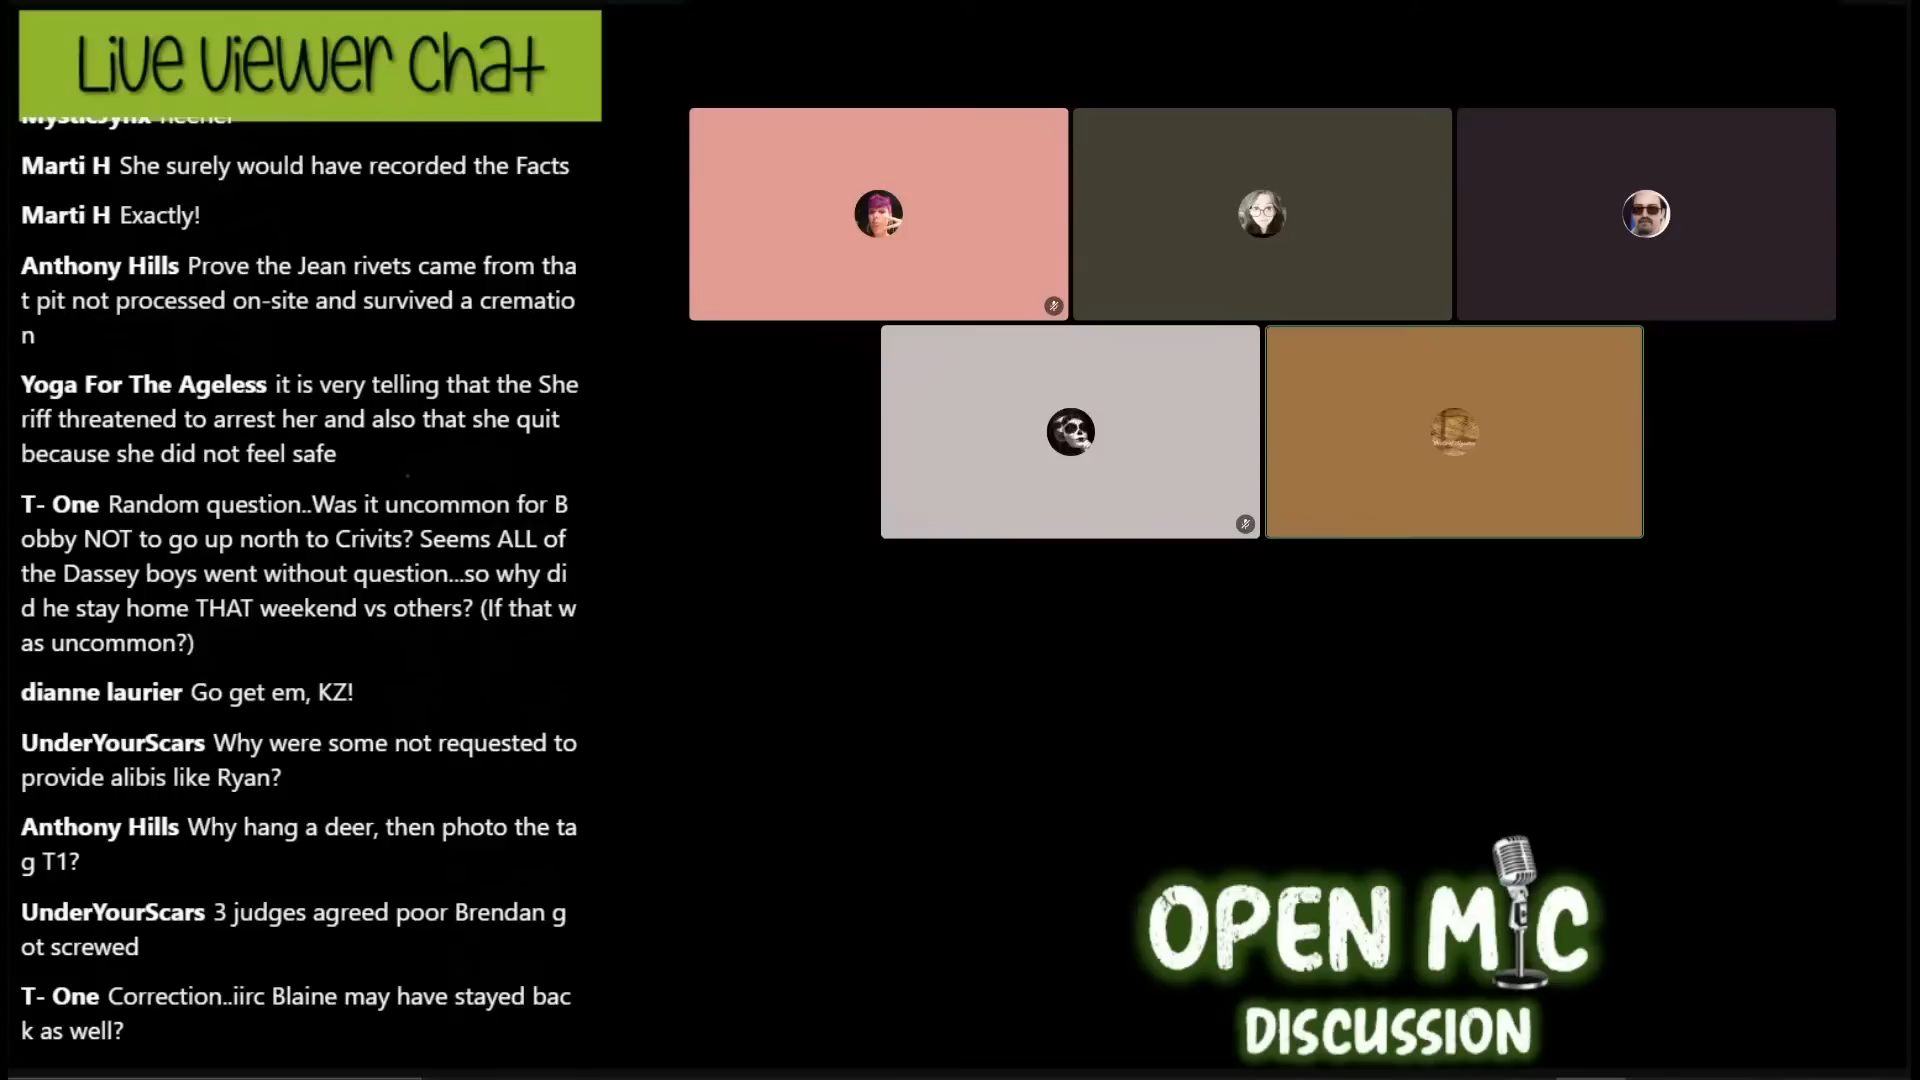 Live Viewer Chat
Marti H She surely would have recorded the Facts
Marti H Exactly!
Anthony Hills Prove the Jean rivets came from tha
t pit not processed on-site and survived a crematio
n
Yoga For The Ageless it is very telling that the She
riff threatened to arrest her and also that she quit
because she did not feel safe
T- One Random question..Was it uncommon for B
obby NOT to go up north to Crivits? Seems ALL of
the Dassey boys went without question...so why di
d he stay home THAT weekend vs others? (If that w
as uncommon?)
dianne laurier Go get em, KZ!
UnderYourScars Why were some not requested to
provide alibis like Ryan?
Anthony Hills Why hang a deer, then photo the ta
g T1?
UnderYourScars 3 judges agreed poor Brendan g
ot screwed
T- One Correction..iirc Blaine may have stayed bac
k as well?
OPEN MIC
DISCUSSION